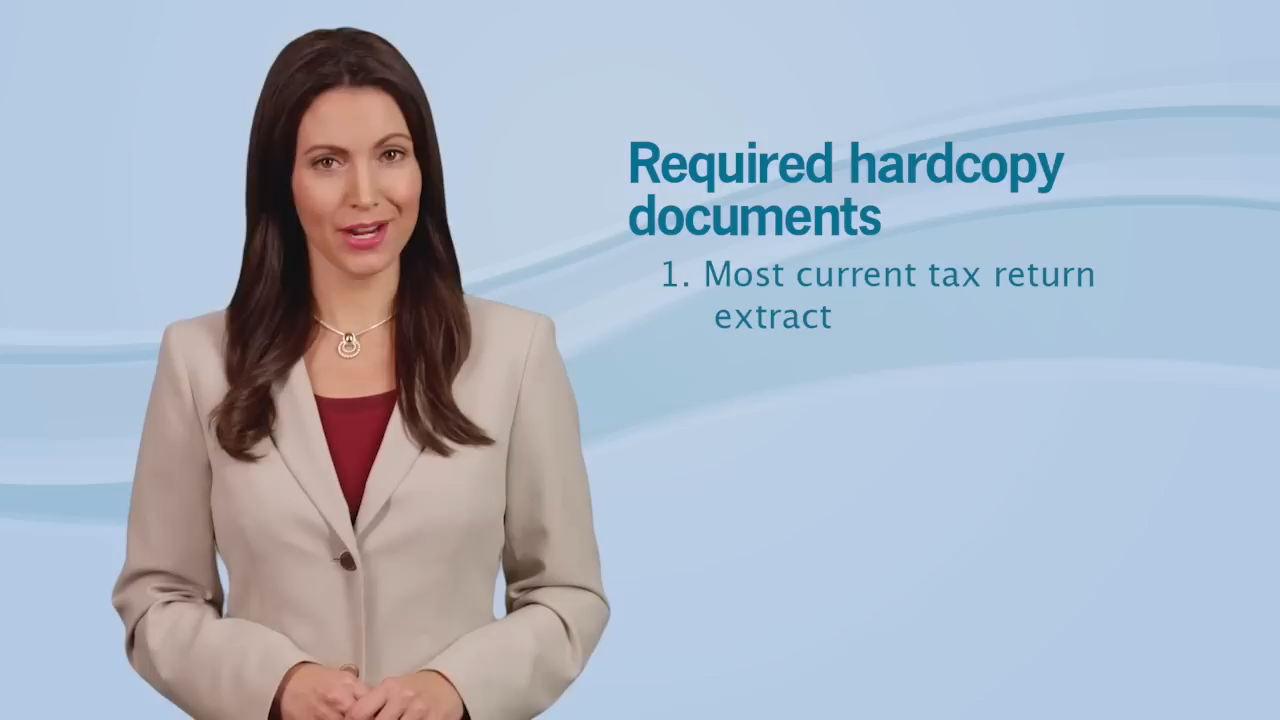 Required hardcopy
documents
1. Most current tax return
extract